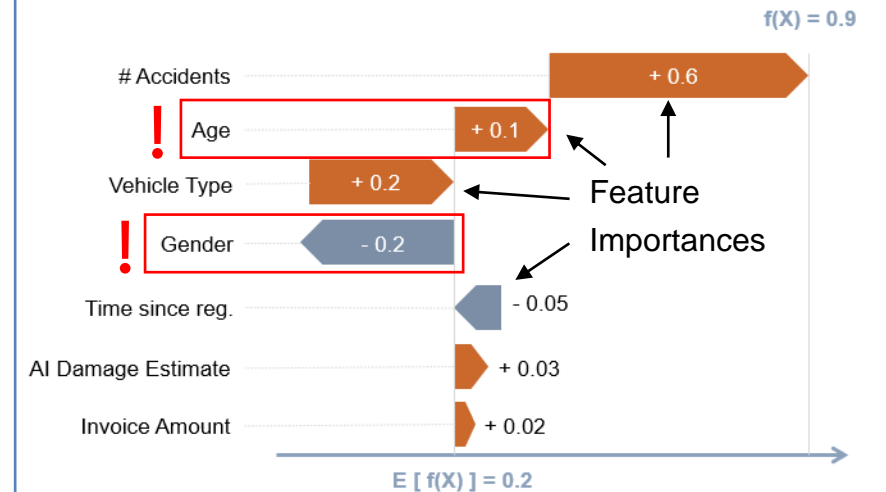 f(X) = 0.9
# Accidents
+ 0.6
!
Age
+ 0.1
Vehicle Type
+ 0.2
Feature
Importances
!
Gender
- 0.2
Time since reg.
- 0.05
AI Damage Estimate
+ 0.03
Invoice Amount
+ 0.02
E [ f(X) ] = 0.2